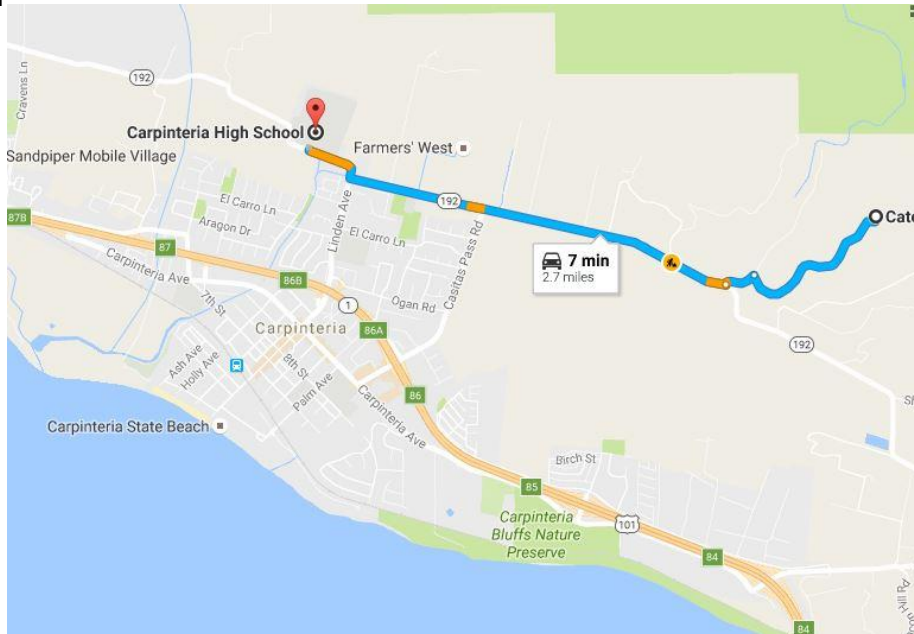 192
Cravens Ln
Carpinteria High School
Farmers' West
Sandpiper Mobile Village
El Carro Ln
Linden Ave
192
Aragon Dr
El Carro Ln
87B
87
Carpinteria Ave
86B
7th St
1
Ogan Rd
Casitas Pass Rd
7 min
2.7 miles
Carpinteria
86A
8th St
Ash Ave
Holly Ave
Palm Ave
192
86
Carpinteria Ave
Carpinteria State Beach
Birch St
85
Carpinteria
Bluffs Nature
Preserve
101
84
84